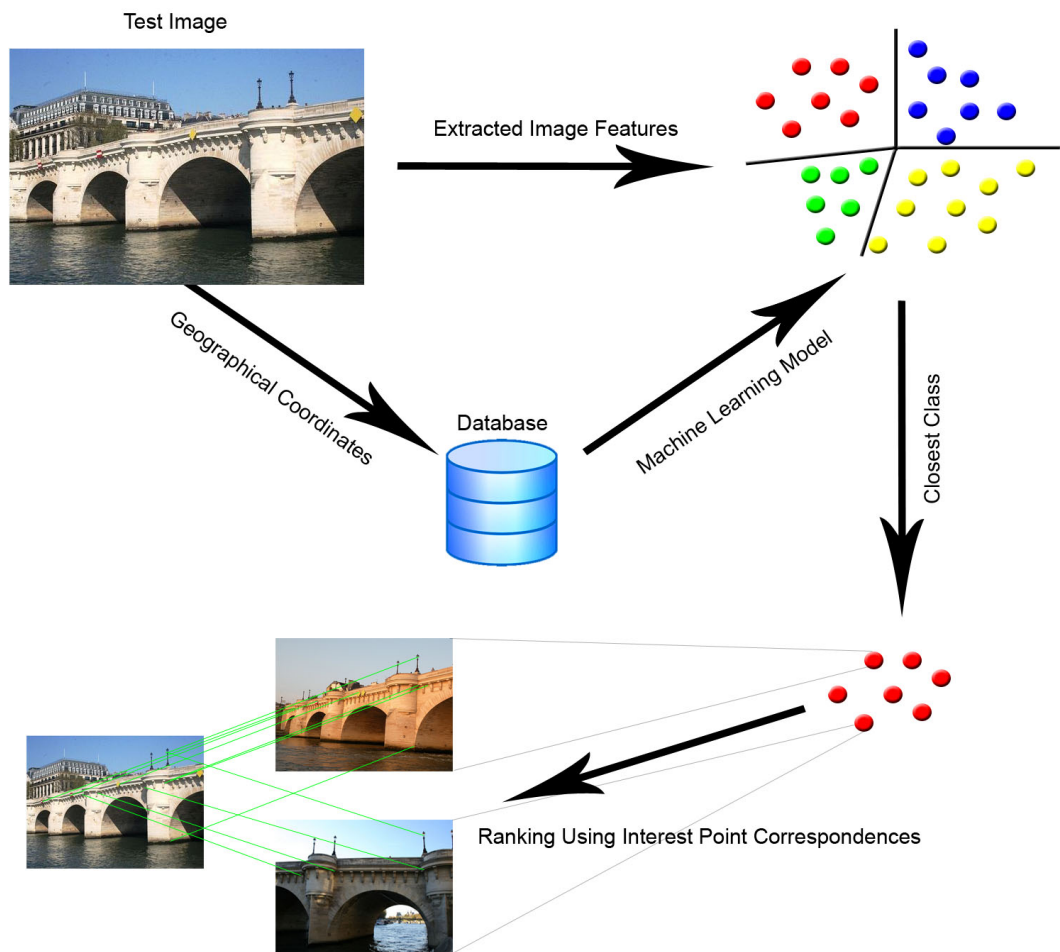 Test Image
Extracted Image Features
Geographical Coordinates
Database
Machine Learning Model
Closest Class
Ranking Using Interest Point Correspondences